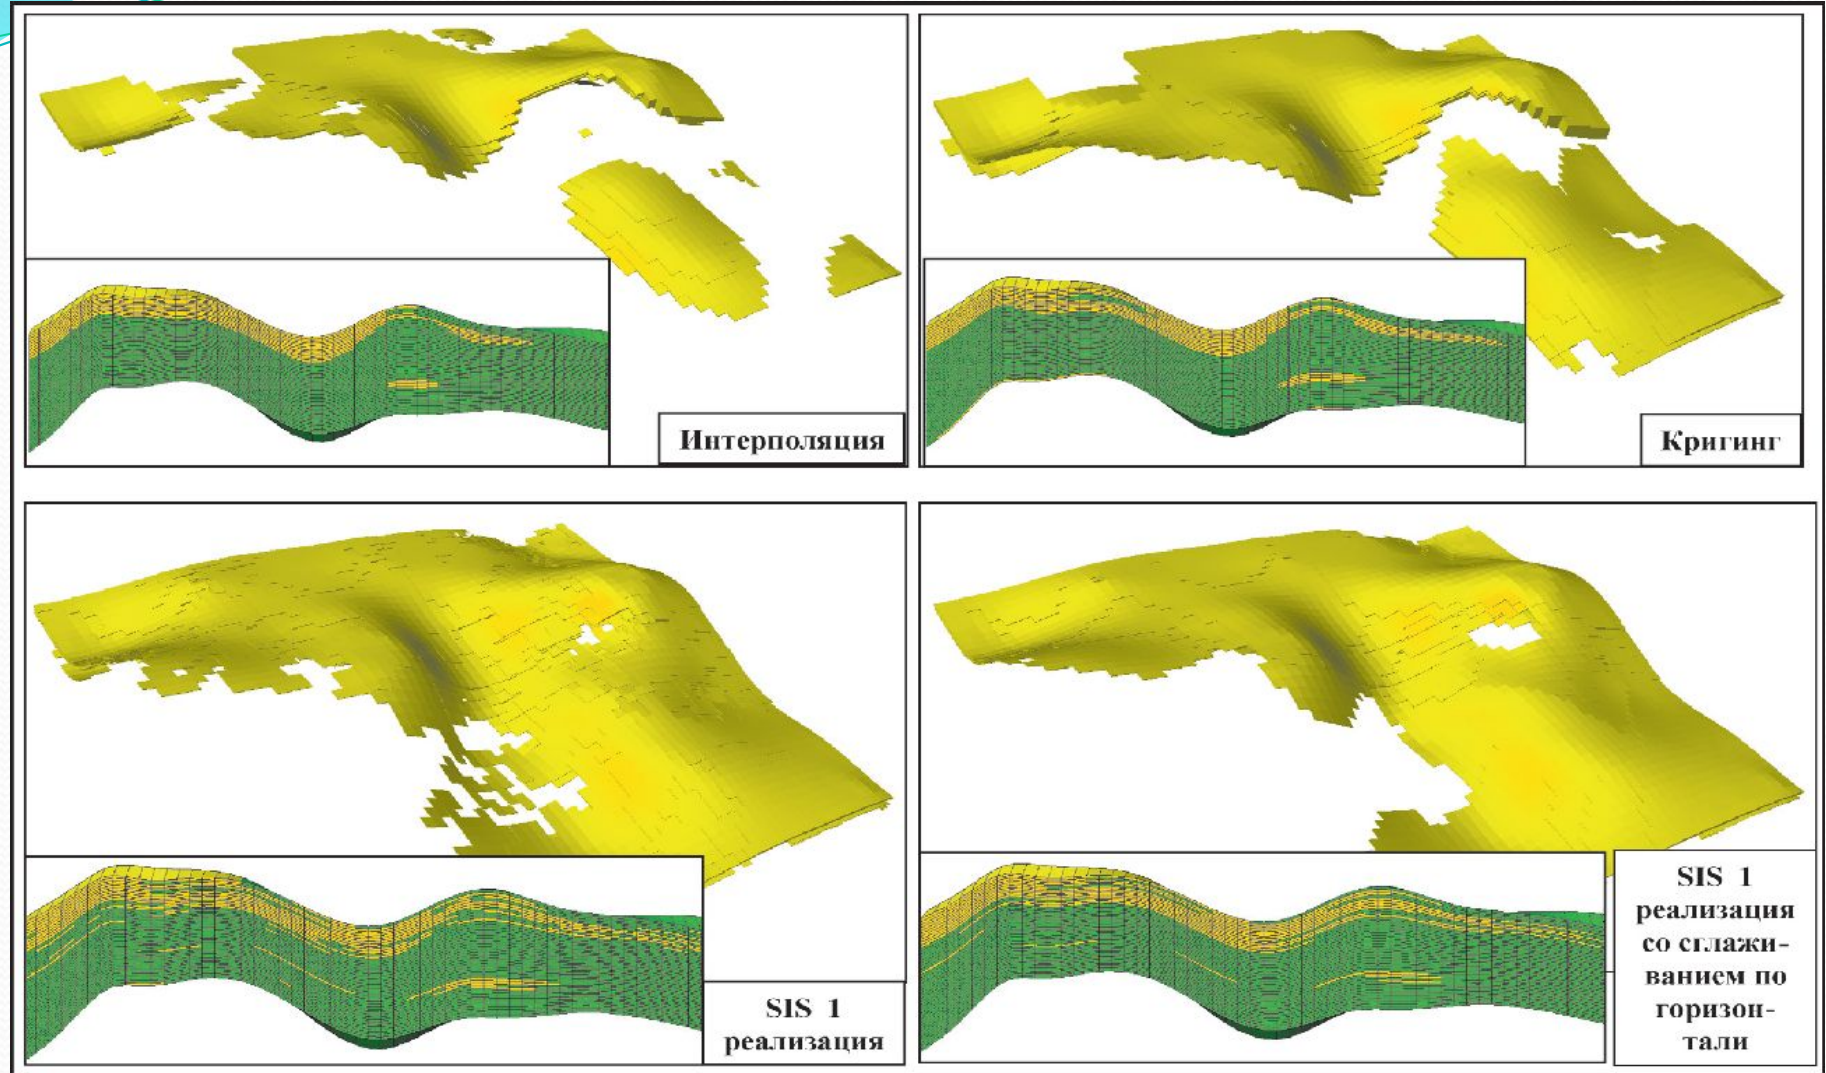 Интерполяция
Кригинг
SIS 1
реализация
SIS 1
реализация
со сглажи-
ванием по
горизон-
тали